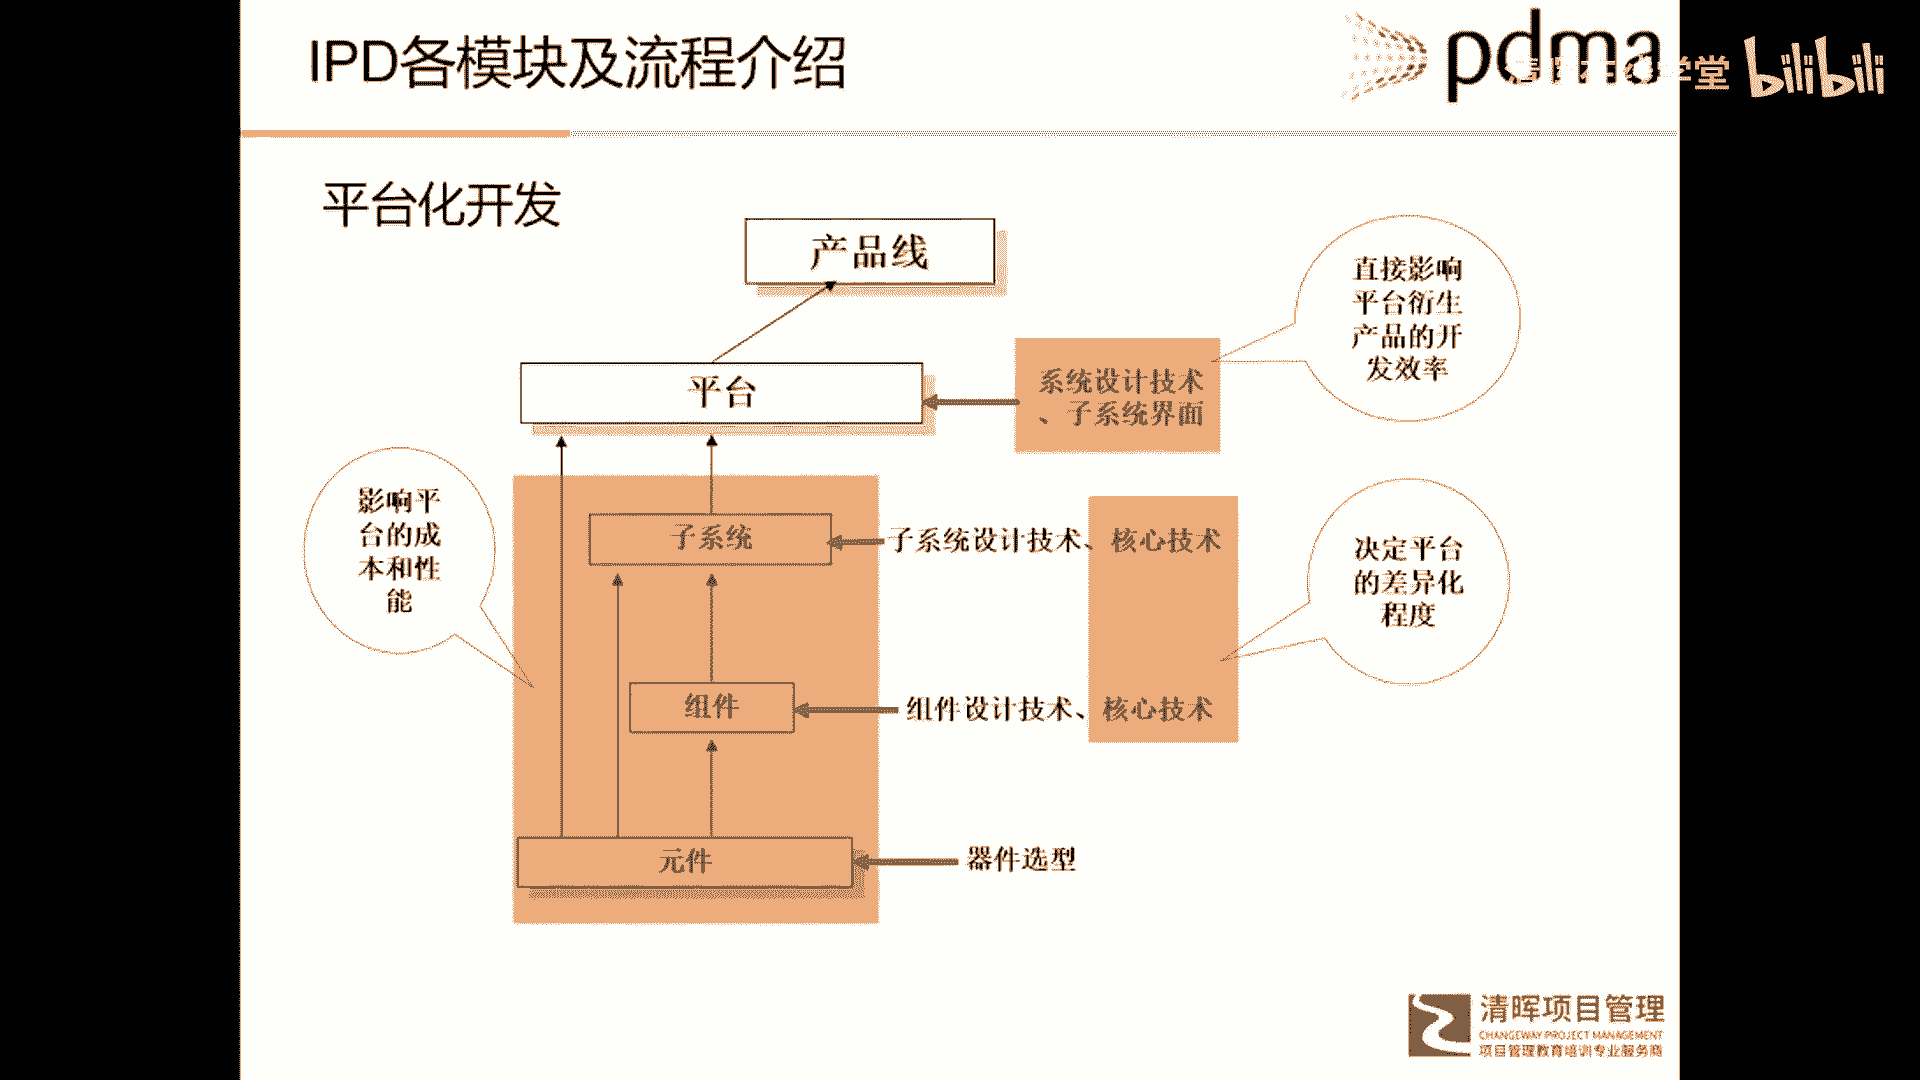 IPD各模块及流程介绍
pdma
学堂
bilibili
平台化开发
产品线
直接影响
平台衍生
产品的开
发效率
平台
系统设计技术
、子系统界面
影响平
台的成
本和性
能
子系统
子系统设计技术、核心技术
决定平台
的差异化
程度
组件
组件设计技术、核心技术
元件
器件选型
清晖项目管理
CHANGEWAY PROJECT MANAGEMENT
项目管理教育培训专业服务商